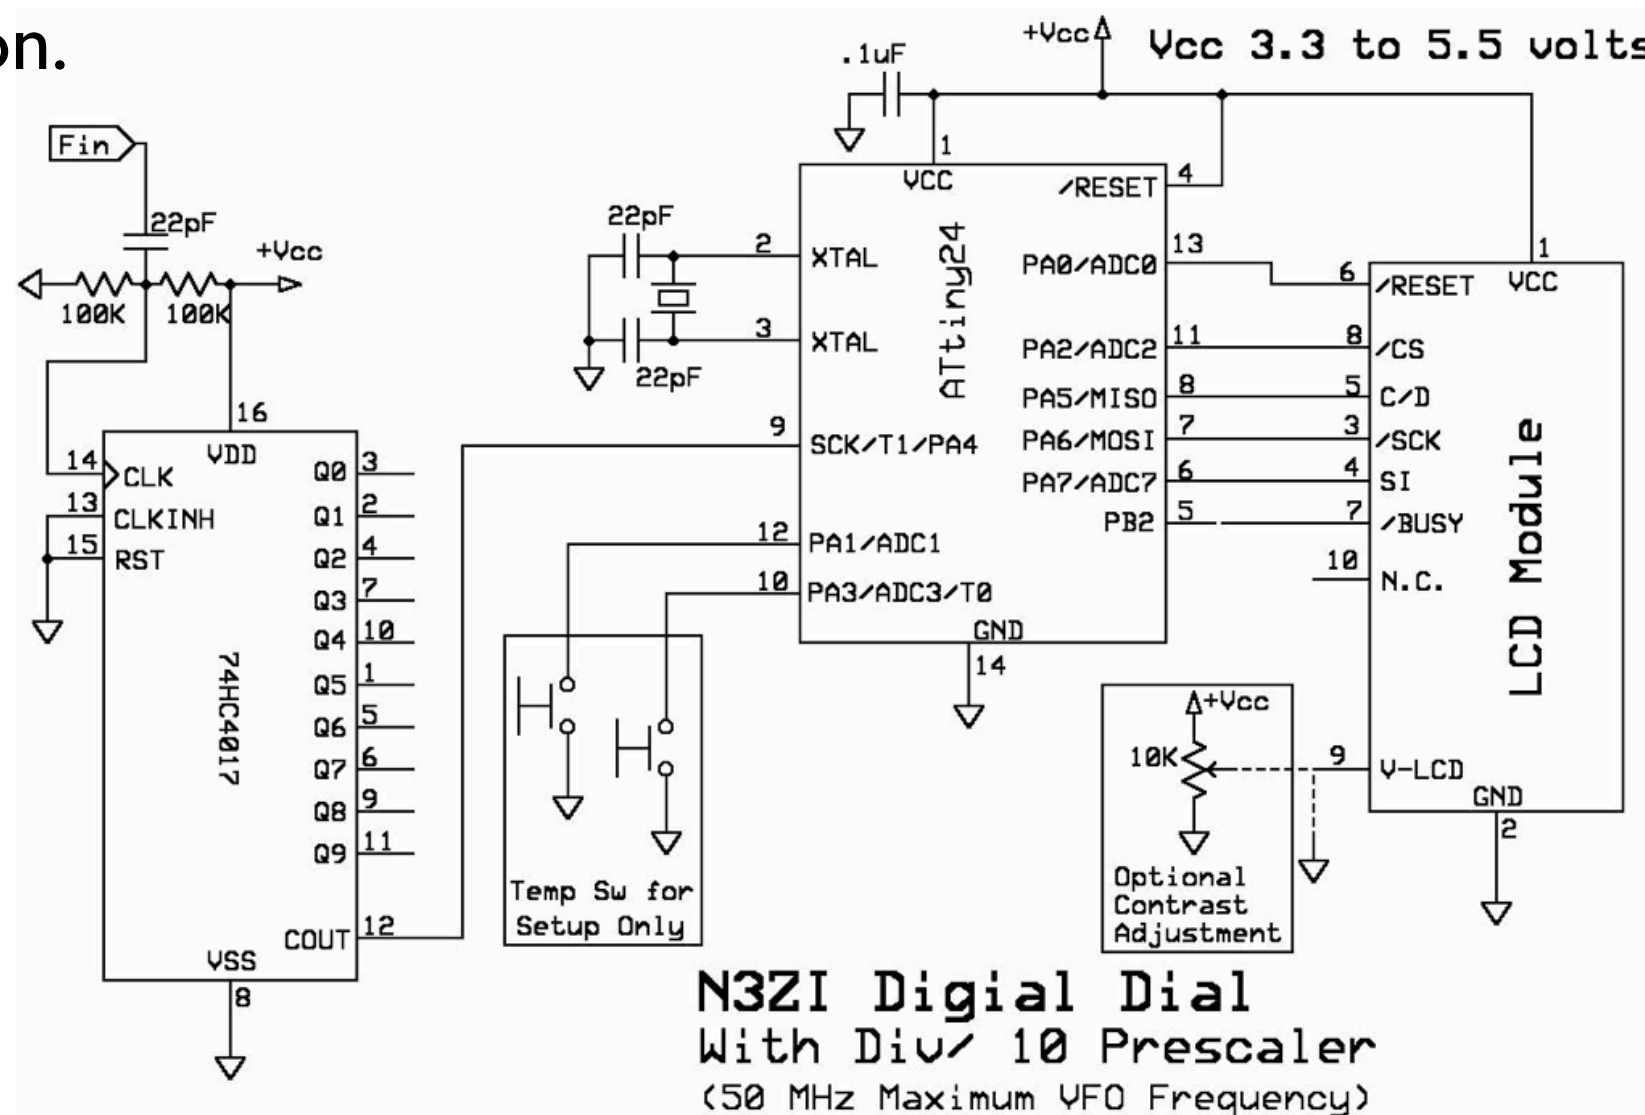 on.
+Vcc
Vcc 3.3 to 5.5 volts
.1uF
Fin
22pF
+Vcc
100K
100K
16
VDD
14
CLK
13
CLKINH
15
RST
Q0 3
Q1 2
Q2 4
Q3 7
Q4 10
Q5 1
Q6 5
Q7 6
Q8 9
Q9 11
COUT 12
74HC4017
VSS
8
22pF
22pF
1
VCC
2
XTAL
3
XTAL
9
SCK/T1/PA4
12
PA1/ADC1
10
PA3/ADC3/T0
ATtiny24
/RESET 4
PA0/ADC0 13
PA2/ADC2 11
PA5/MISO 8
PA6/MOSI 7
PA7/ADC7 6
PB2 5
GND
14
Temp Sw for
Setup Only
1
VCC
6 /RESET
8 /CS
5 C/D
3 /SCK
4 SI
7 /BUSY
10 N.C.
9 V-LCD
LCD Module
GND
2
+Vcc
10K
Optional
Contrast
Adjustment
N3ZI Digial Dial
With Div/ 10 Prescaler
(50 MHz Maximum VFO Frequency)